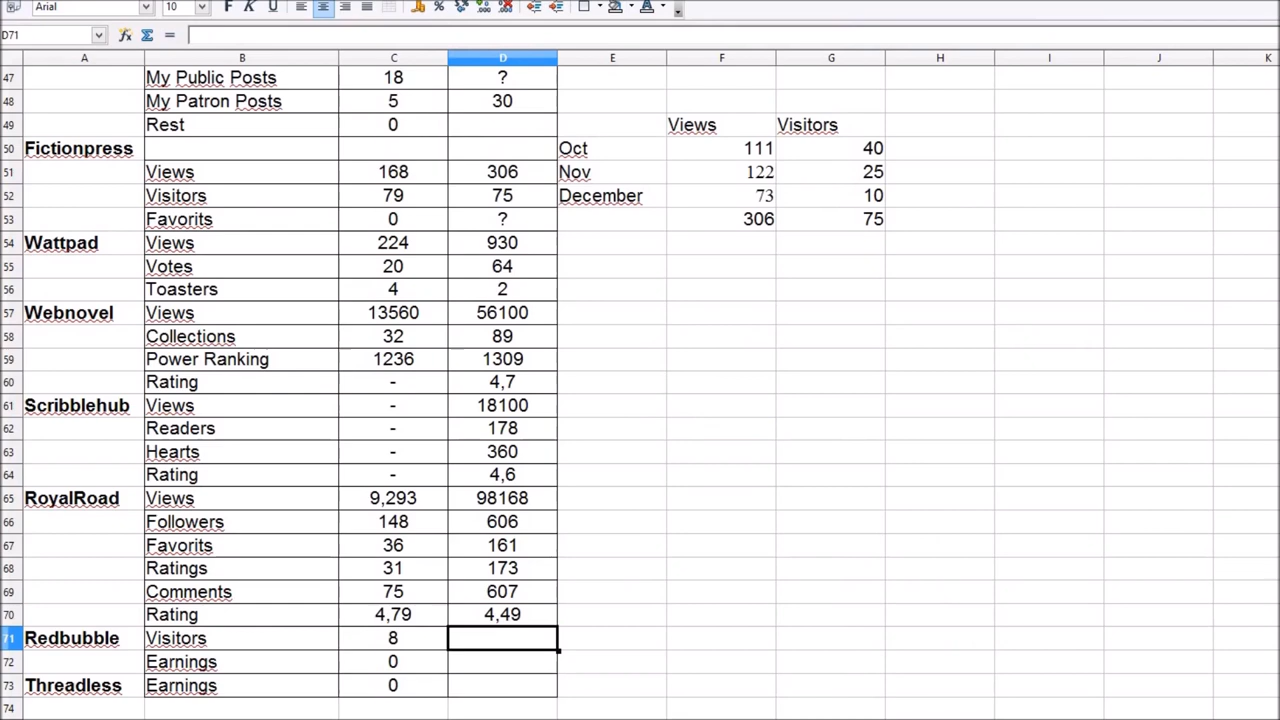 Arial 10 F K U %
D71 Σ =
A B C D E F G H I J K
47 My Public Posts 18 ?
48 My Patron Posts 5 30
49 Rest 0 Views Visitors
50 Fictionpress Oct 111 40
51 Views 168 306 Nov 122 25
52 Visitors 79 75 December 73 10
53 Favorits 0 ? 306 75
54 Wattpad Views 224 930
55 Votes 20 64
56 Toasters 4 2
57 Webnovel Views 13560 56100
58 Collections 32 89
59 Power Ranking 1236 1309
60 Rating - 4,7
61 Scribblehub Views - 18100
62 Readers - 178
63 Hearts - 360
64 Rating - 4,6
65 RoyalRoad Views 9,293 98168
66 Followers 148 606
67 Favorits 36 161
68 Ratings 31 173
69 Comments 75 607
70 Rating 4,79 4,49
71 Redbubble Visitors 8
72 Earnings 0
73 Threadless Earnings 0
74